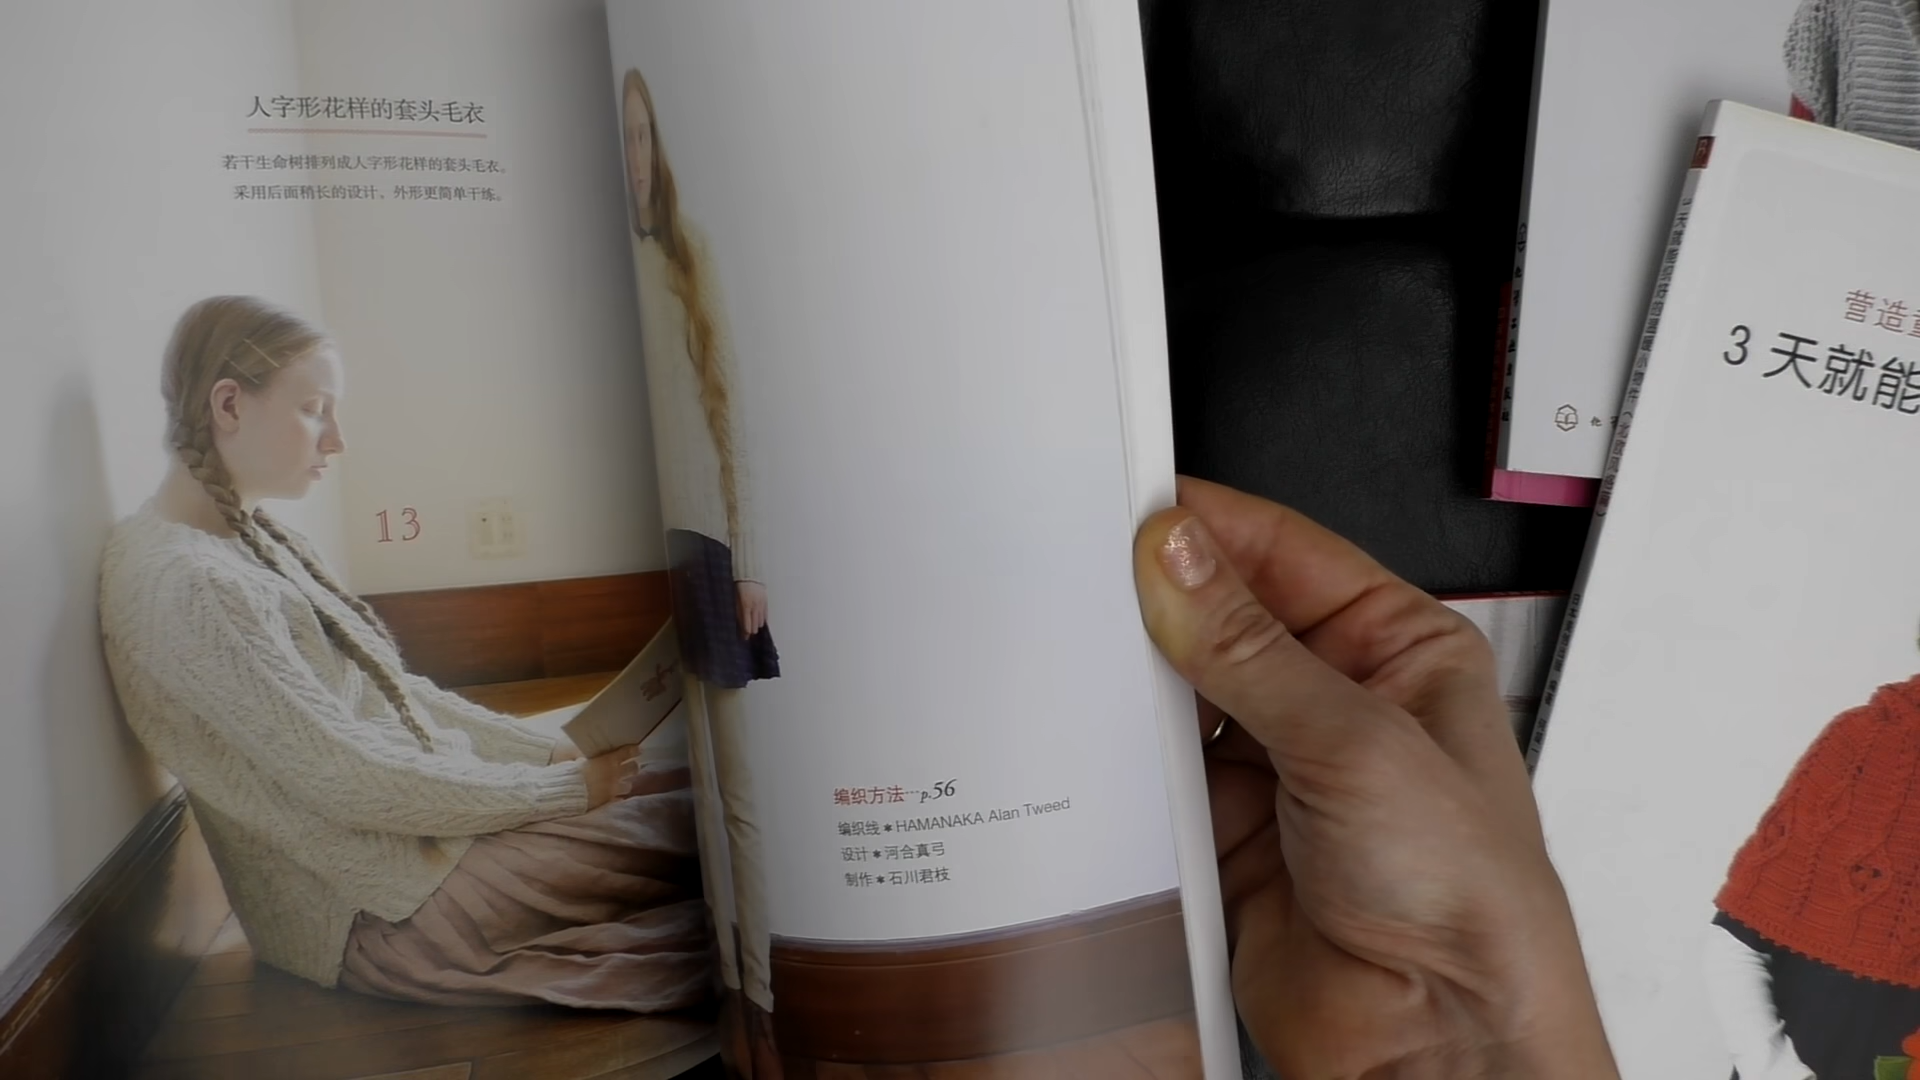 人字形花样的套头毛衣
若干生命树排列成人字形花样的套头毛衣。
采用后面稍长的设计，外形更简单干练。
13
编织方法…p.56
编织线＊HAMANAKA Alan Tweed
设计＊河合真弓
制作＊石川君枝
营造
3 天就能